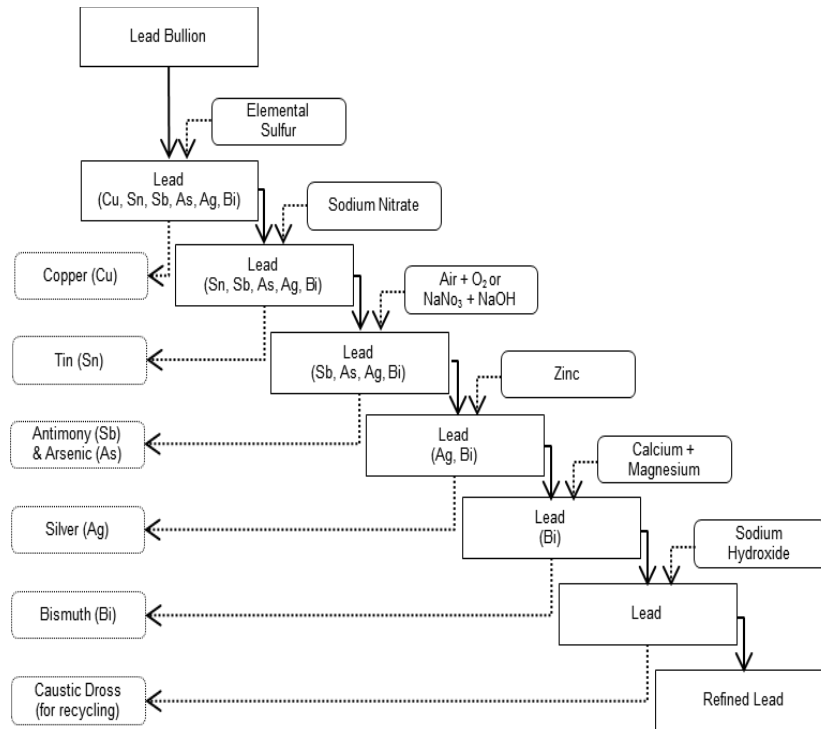 Lead Bullion
Elemental
Sulfur
Lead
(Cu, Sn, Sb, As, Ag, Bi)
Sodium Nitrate
Copper (Cu)
Lead
(Sn, Sb, As, Ag, Bi)
Air + O₂ or
NaNo₃ + NaOH
Tin (Sn)
Lead
(Sb, As, Ag, Bi)
Zinc
Antimony (Sb)
& Arsenic (As)
Lead
(Ag, Bi)
Calcium +
Magnesium
Silver (Ag)
Lead
(Bi)
Sodium
Hydroxide
Bismuth (Bi)
Lead
Caustic Dross
(for recycling)
Refined Lead